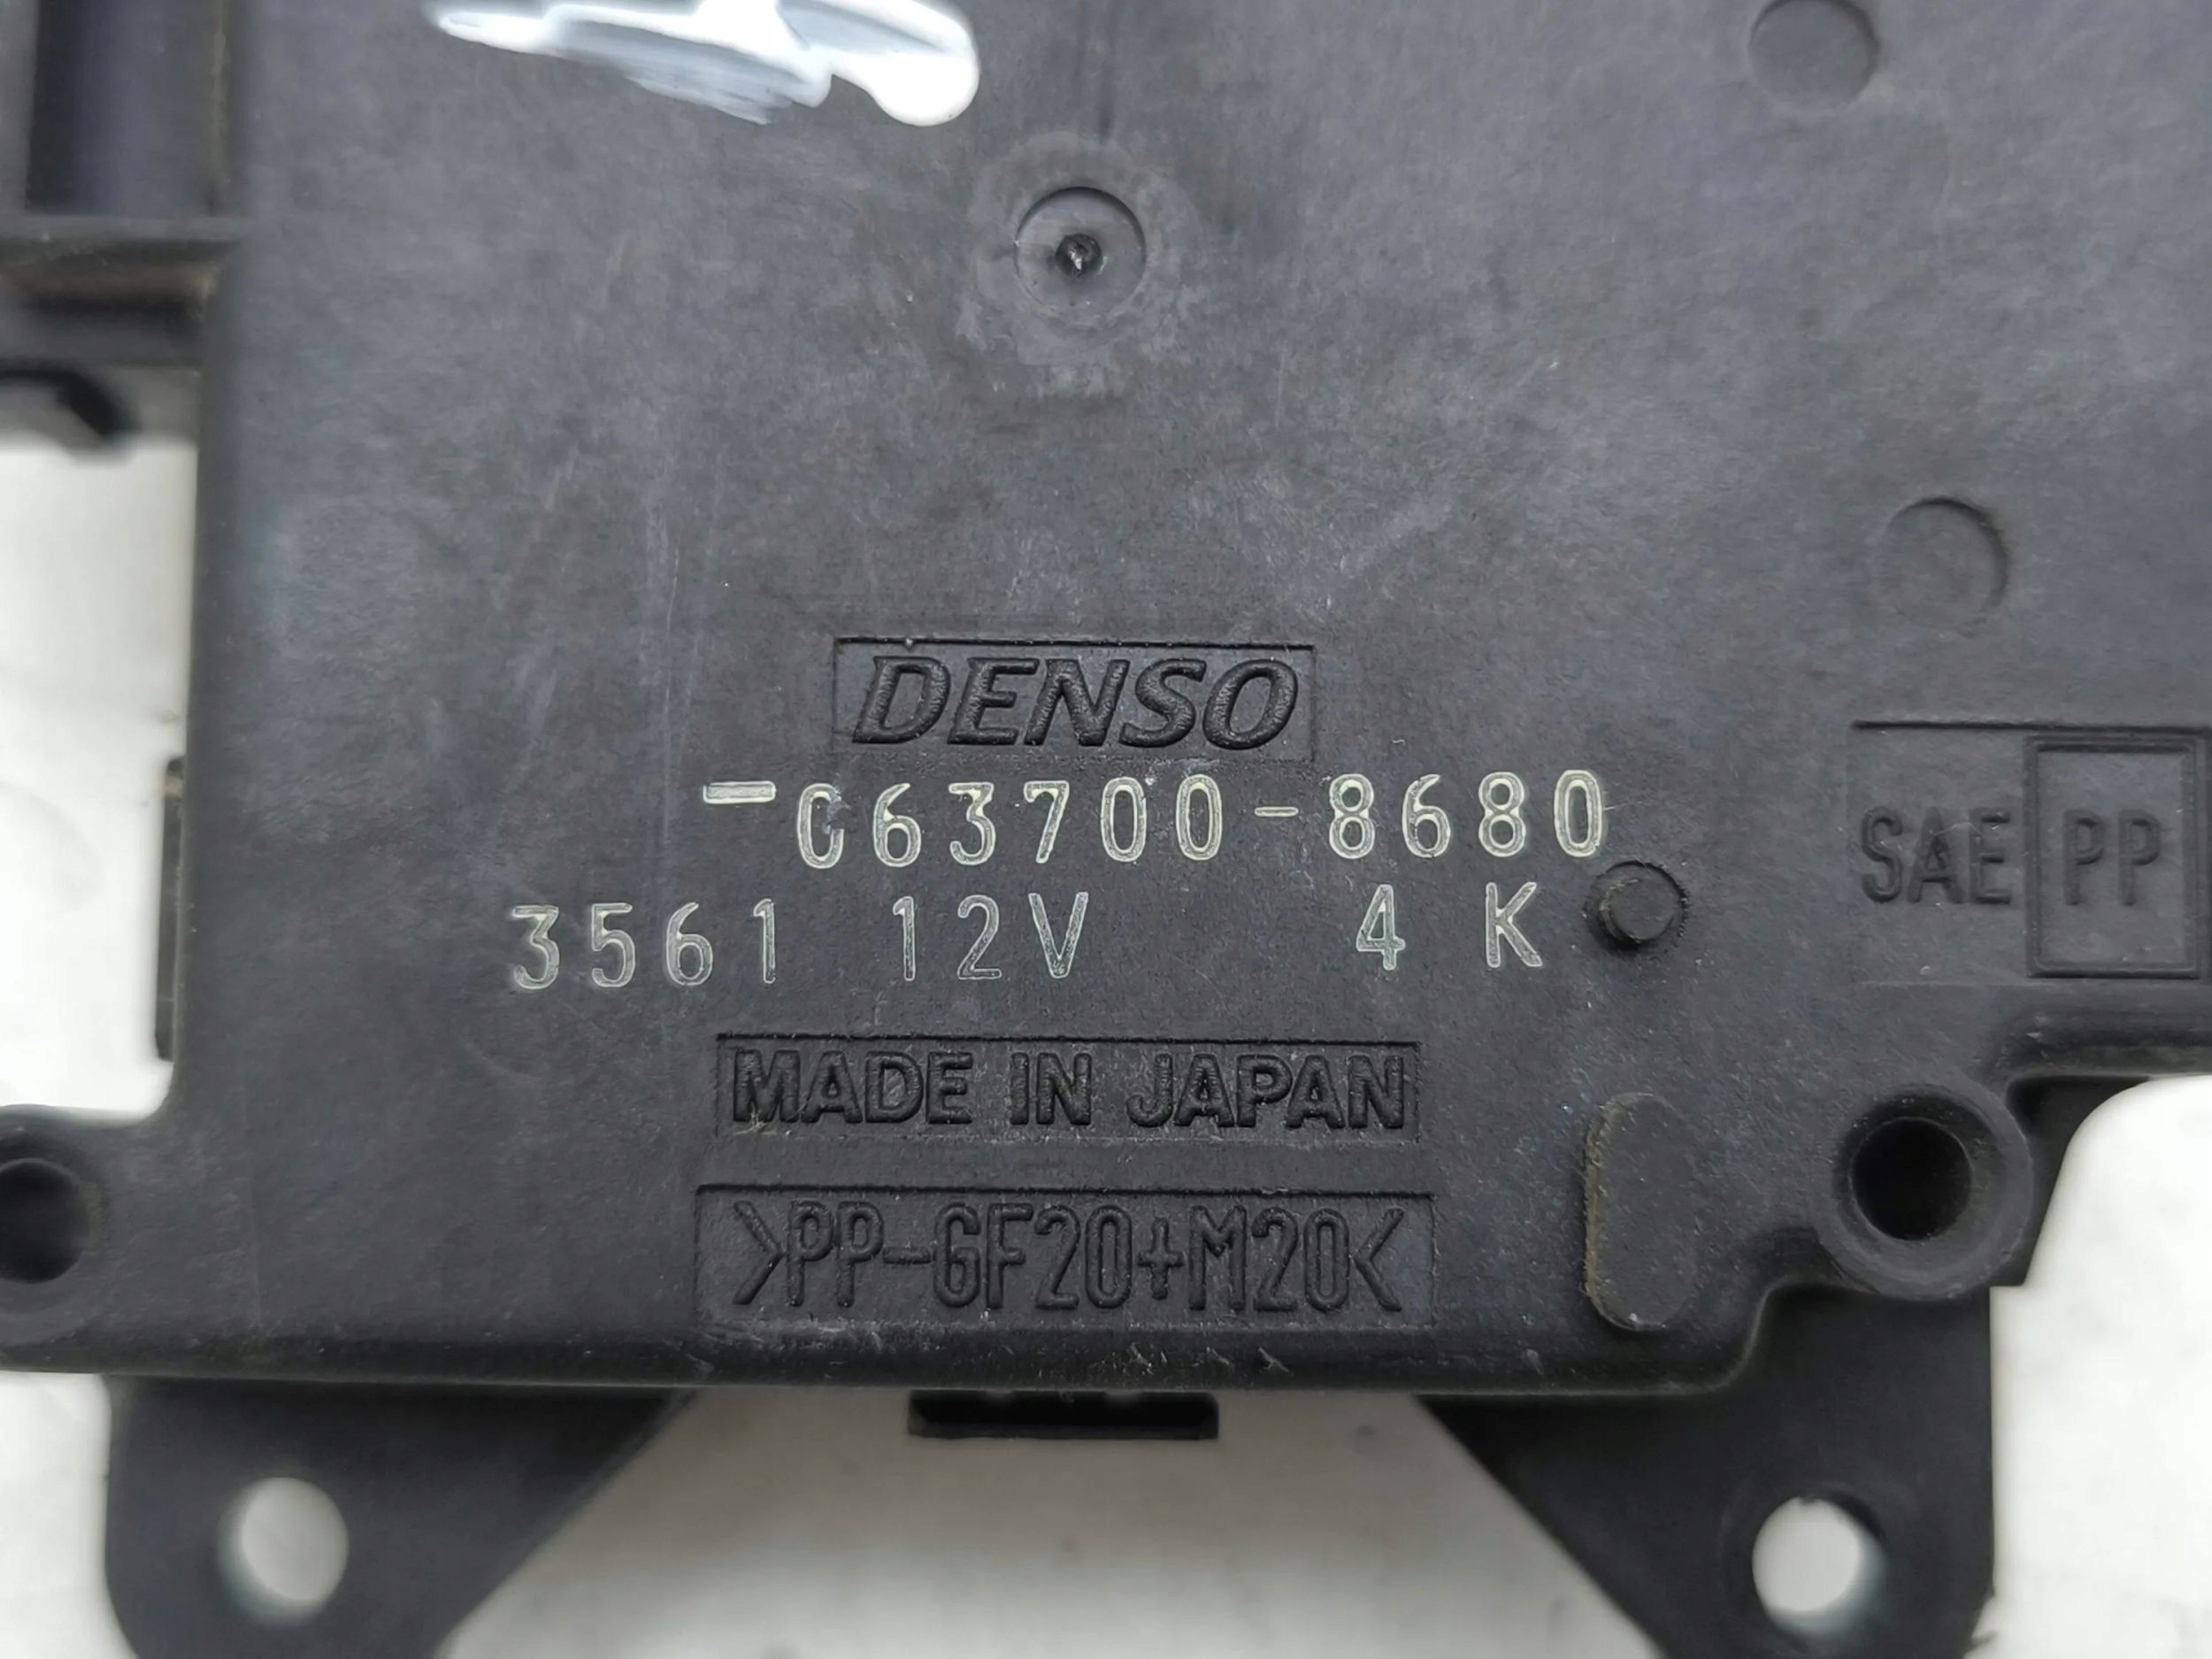 DENSO
063700-8680
3561 12V 4 K
SAE PP
MADE IN JAPAN
>PP-GF20+M20<